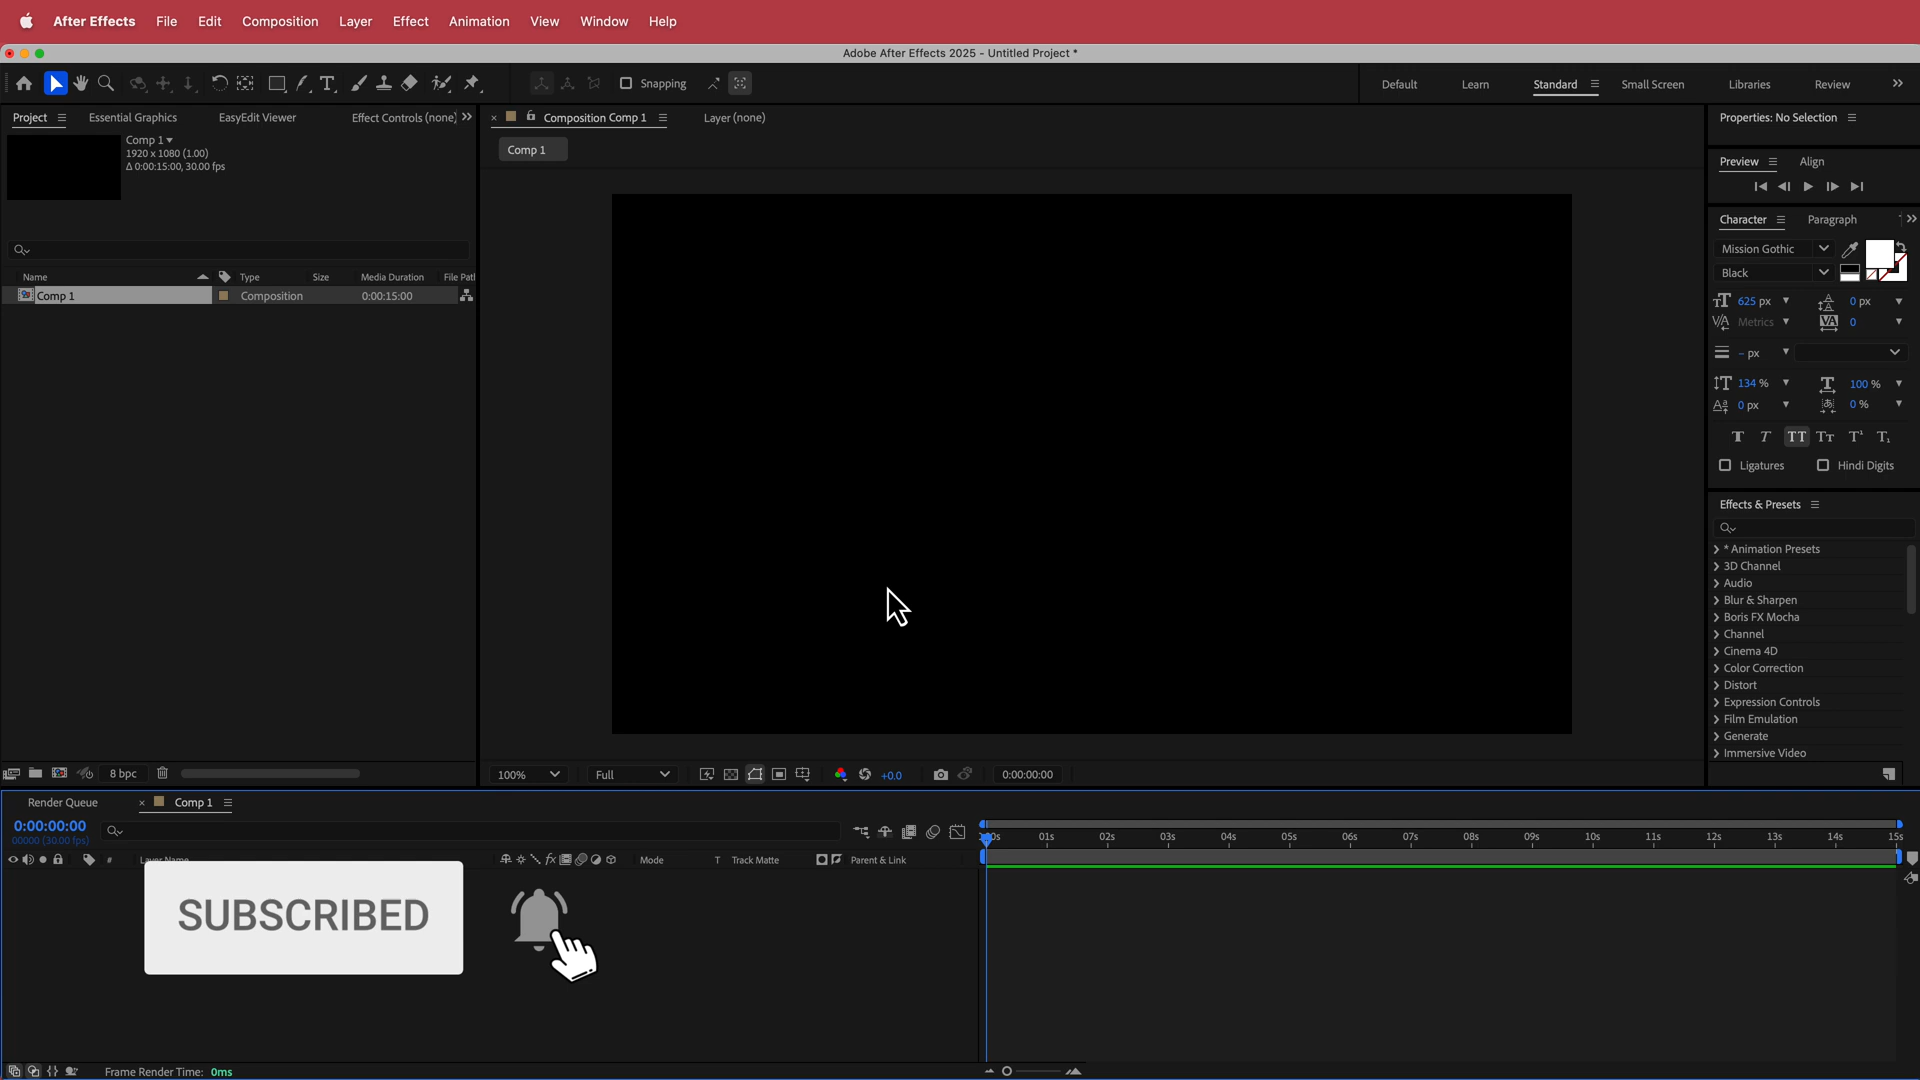 After Effects File Edit Composition Layer Effect Animation View Window Help
Adobe After Effects 2025 - Untitled Project *
Snapping
Default Learn Standard Small Screen Libraries Review
Project Essential Graphics EasyEdit Viewer Effect Controls (none)
Comp 1
1920 x 1080 (1.00)
Δ 0:00:15:00, 30.00 fps
Name Type Size Media Duration File Pat
Comp 1 Composition 0:00:15:00
8 bpc
Composition Comp 1 Layer (none)
Comp 1
100% Full +0.0 0:00:00:00
Properties: No Selection
Preview Align
Character Paragraph
Mission Gothic
Black
625 px 0 px
Metrics 0
- px
134 % 100 %
0 px 0 %
Ligatures Hindi Digits
Effects & Presets
* Animation Presets
3D Channel
Audio
Blur & Sharpen
Boris FX Mocha
Channel
Cinema 4D
Color Correction
Distort
Expression Controls
Film Emulation
Generate
Immersive Video
Render Queue Comp 1
0:00:00:00
00000 (30.00 fps)
# Layer Name Mode T Track Matte Parent & Link
01s 02s 03s 04s 05s 06s 07s 08s 09s 10s 11s 12s 13s 14s 15s
SUBSCRIBED
Frame Render Time: 0ms